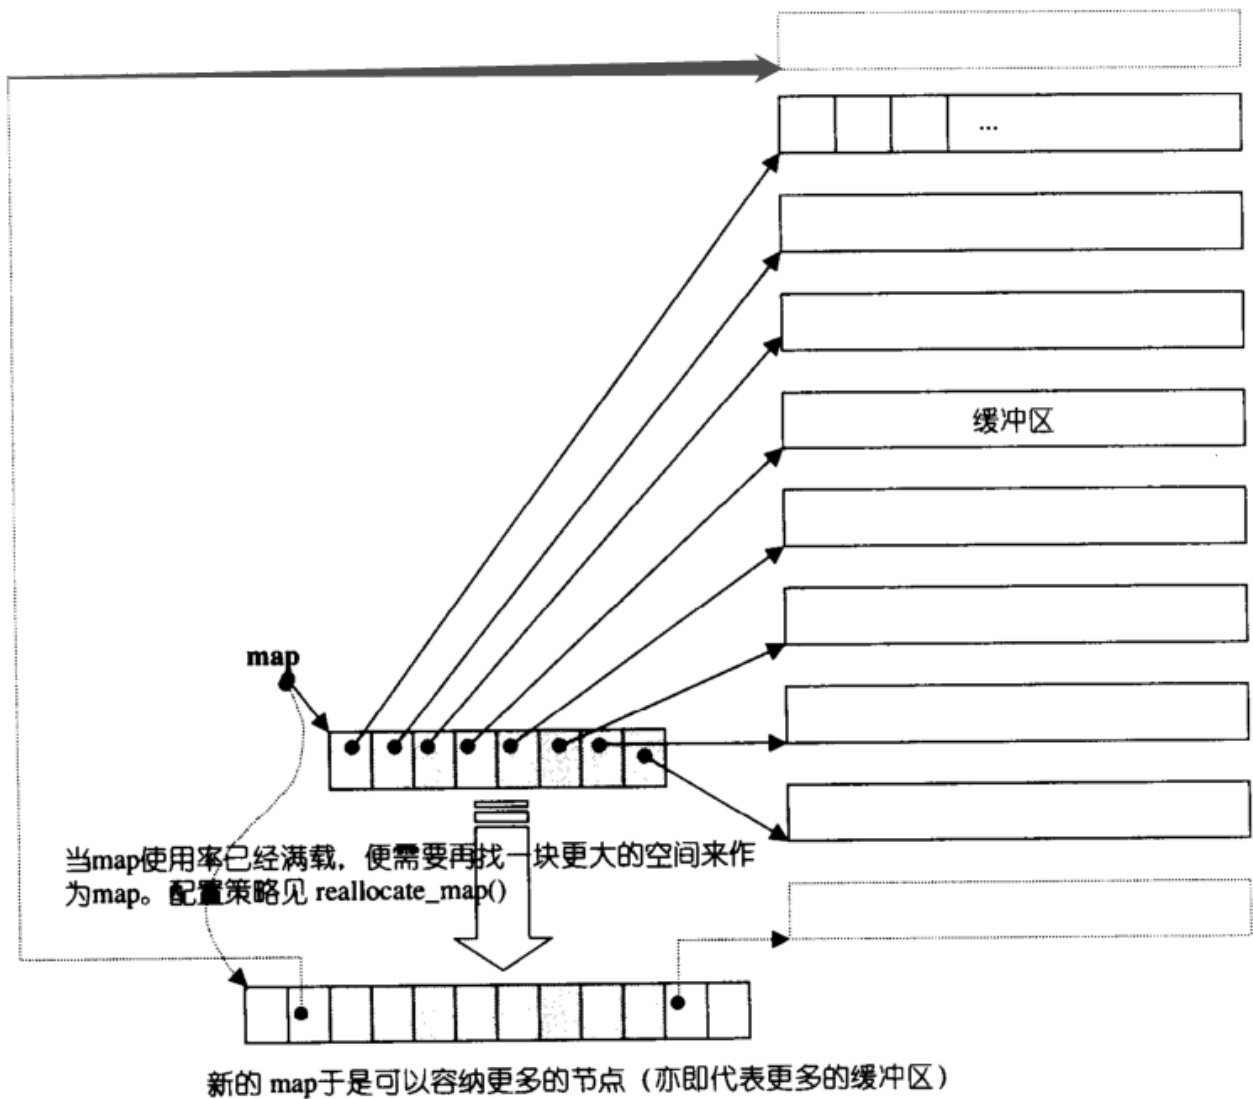 ...
缓冲区
map
当map使用率已经满载，便需要再找一块更大的空间来作
为map。配置策略见 reallocate_map()
新的 map于是可以容纳更多的节点（亦即代表更多的缓冲区）